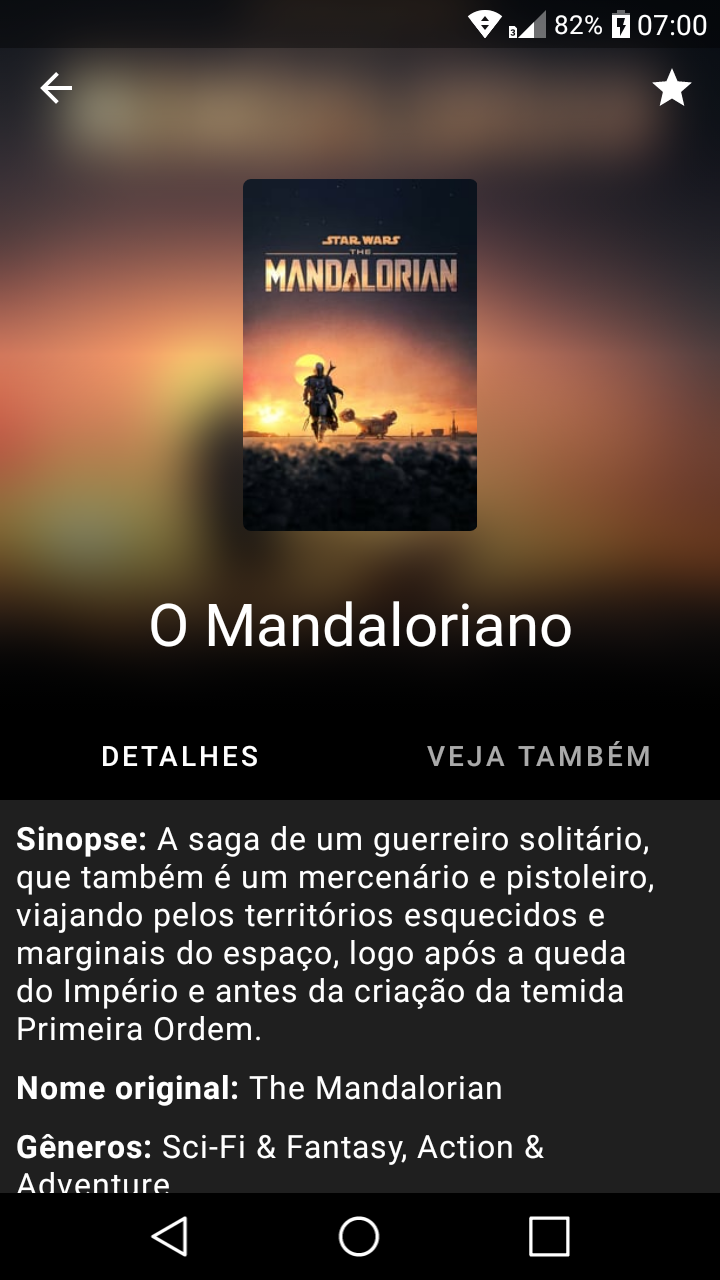 82% 07:00
STAR WARS
THE
MANDALORIAN
O Mandaloriano
DETALHES VEJA TAMBÉM
Sinopse: A saga de um guerreiro solitário,
que também é um mercenário e pistoleiro,
viajando pelos territórios esquecidos e
marginais do espaço, logo após a queda
do Império e antes da criação da temida
Primeira Ordem.
Nome original: The Mandalorian
Gêneros: Sci-Fi & Fantasy, Action &
Adventure